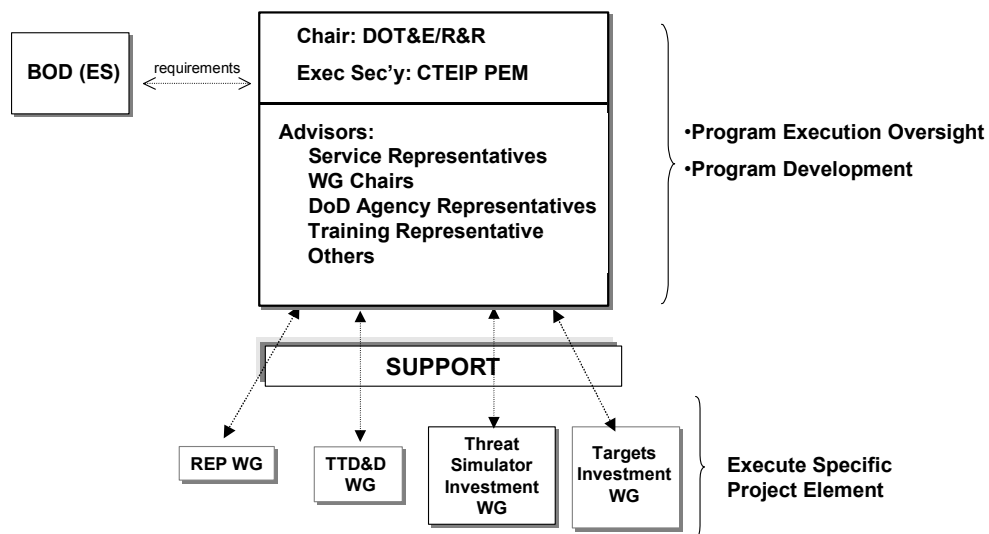 Chair: DOT&E/R&R
Exec Sec’y: CTEIP PEM
BOD (ES)
requirements
Advisors:
Service Representatives
WG Chairs
DoD Agency Representatives
Training Representative
Others
•Program Execution Oversight
•Program Development
SUPPORT
REP WG
TTD&D
WG
Threat
Simulator
Investment
WG
Targets
Investment
WG
Execute Specific
Project Element